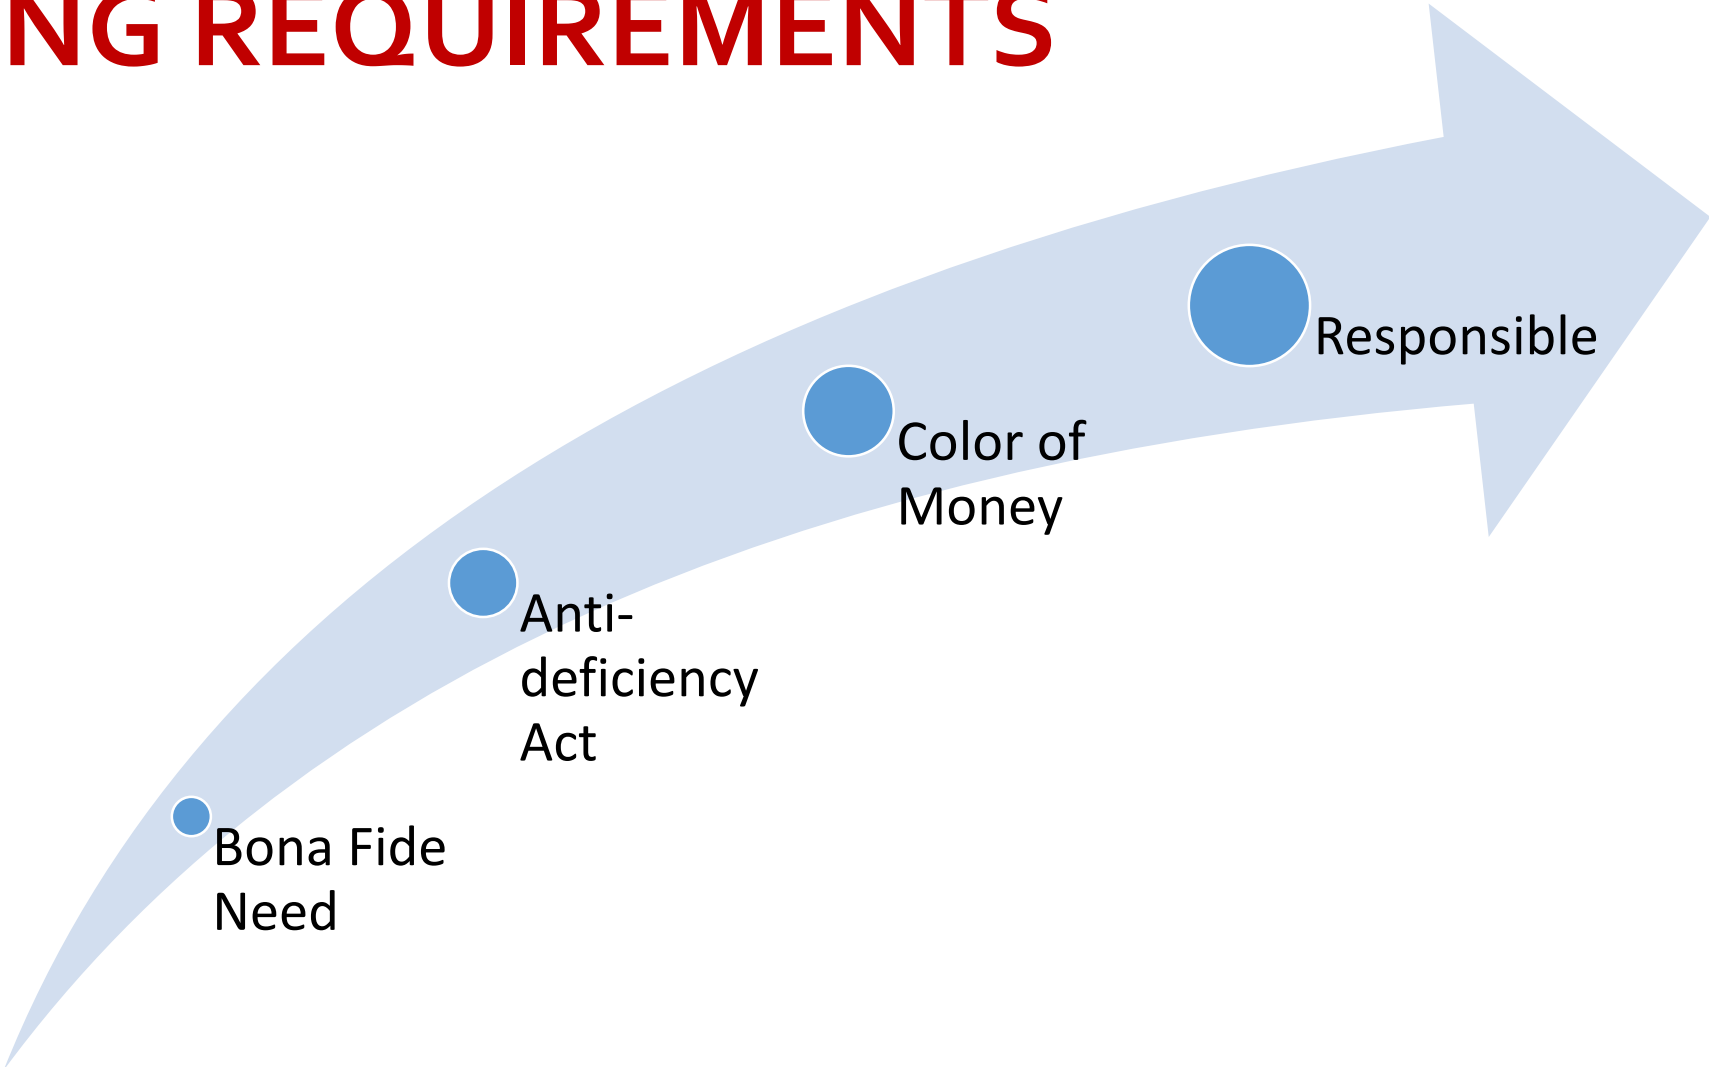 NG REQUIREMENTS
Responsible
Color of
Money
Anti-
deficiency
Act
Bona Fide
Need